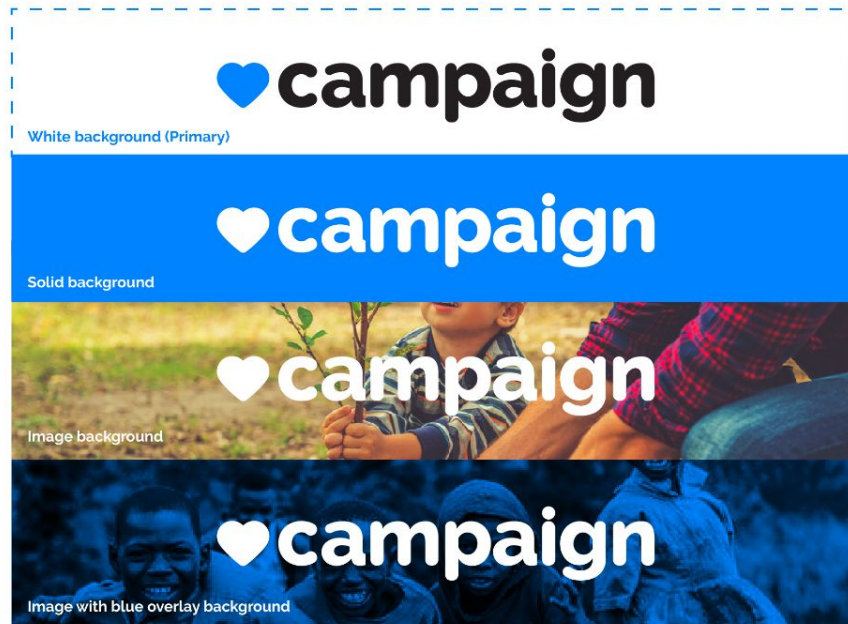 campaign
White background (Primary)
campaign
Solid background
campaign
Image background
campaign
Image with blue overlay background